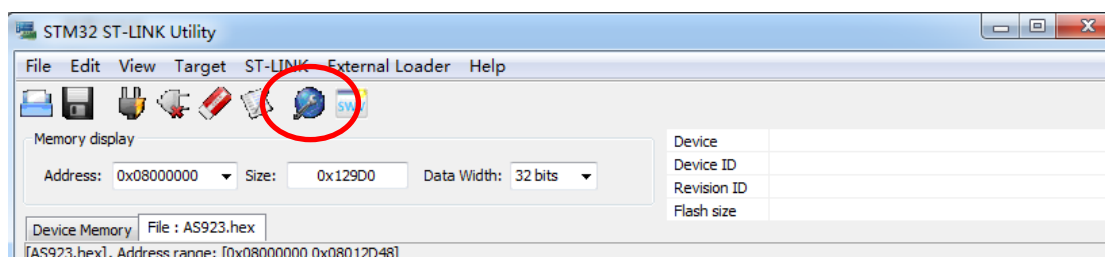 STM32 ST-LINK Utility
File Edit View Target ST-LINK External Loader Help
SWV
Memory display
Address: 0x08000000 Size: 0x129D0 Data Width: 32 bits
Device
Device ID
Revision ID
Flash size
Device Memory File : AS923.hex
[AS923.hex], Address range: [0x08000000 0x08012D48]